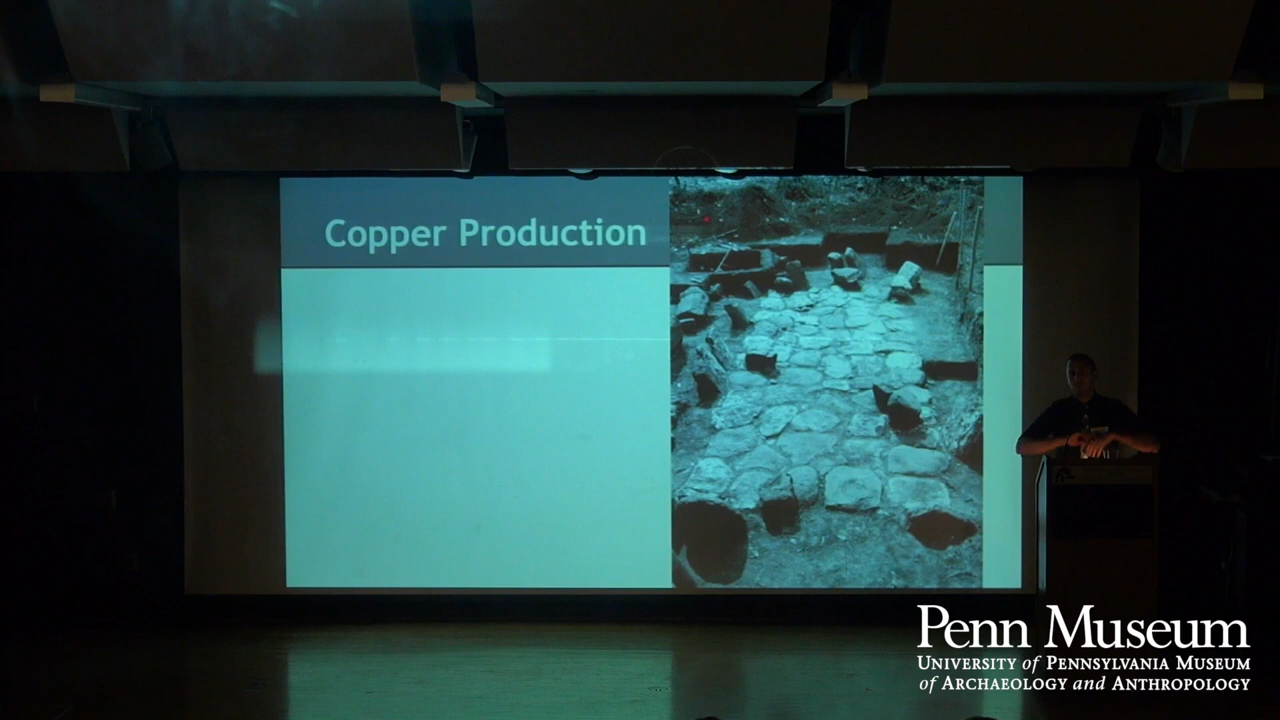 Copper Production
Penn Museum
University of Pennsylvania Museum
of Archaeology and Anthropology